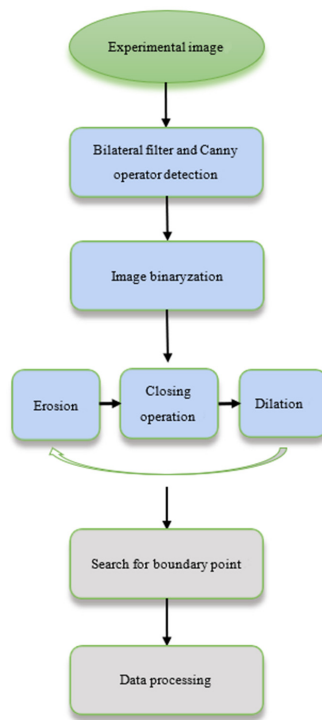 Experimental image
Bilateral filter and Canny
operator detection
Image binaryzation
Erosion
Closing
operation
Dilation
Search for boundary point
Data processing